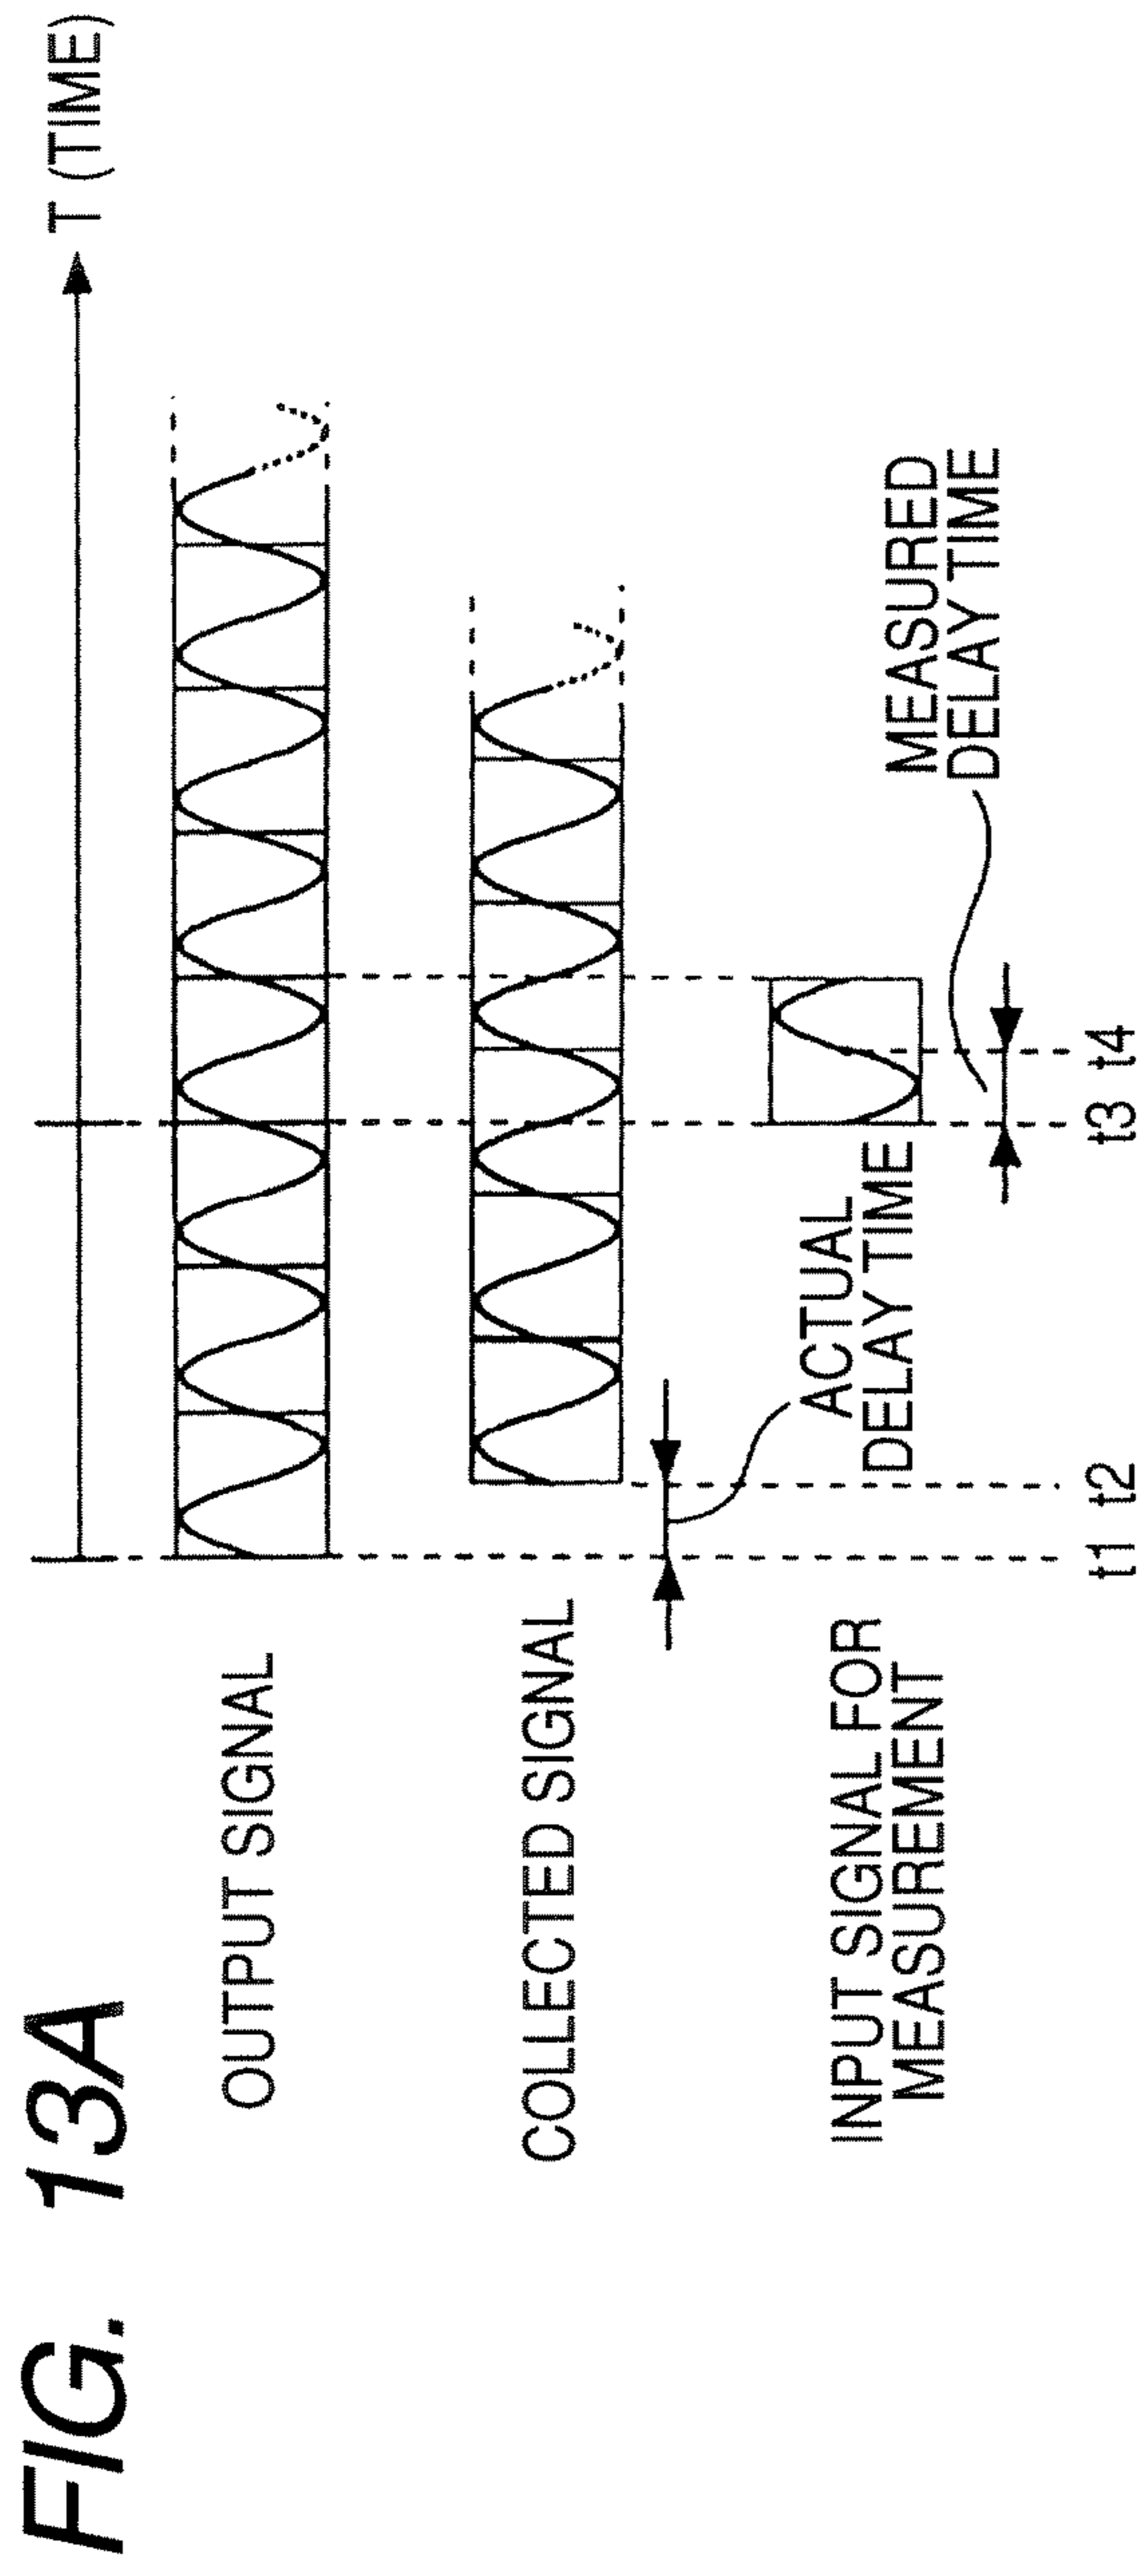 FIG. 13A
T (TIME)
OUTPUT SIGNAL
COLLECTED SIGNAL
ACTUAL
DELAY TIME
MEASURED
DELAY TIME
INPUT SIGNAL FOR
MEASUREMENT
t1 t2 t3 t4